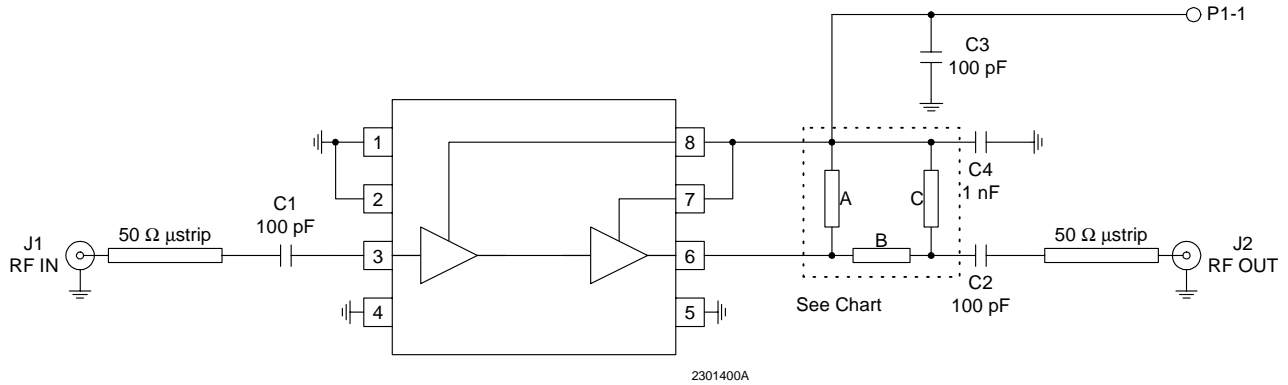 P1-1
C3
100 pF
1
8
C4
1 nF
2
7
A
C
C1
100 pF
J1
RF IN
50 Ω µstrip
3
6
B
50 Ω µstrip
J2
RF OUT
C2
100 pF
4
5
See Chart
2301400A